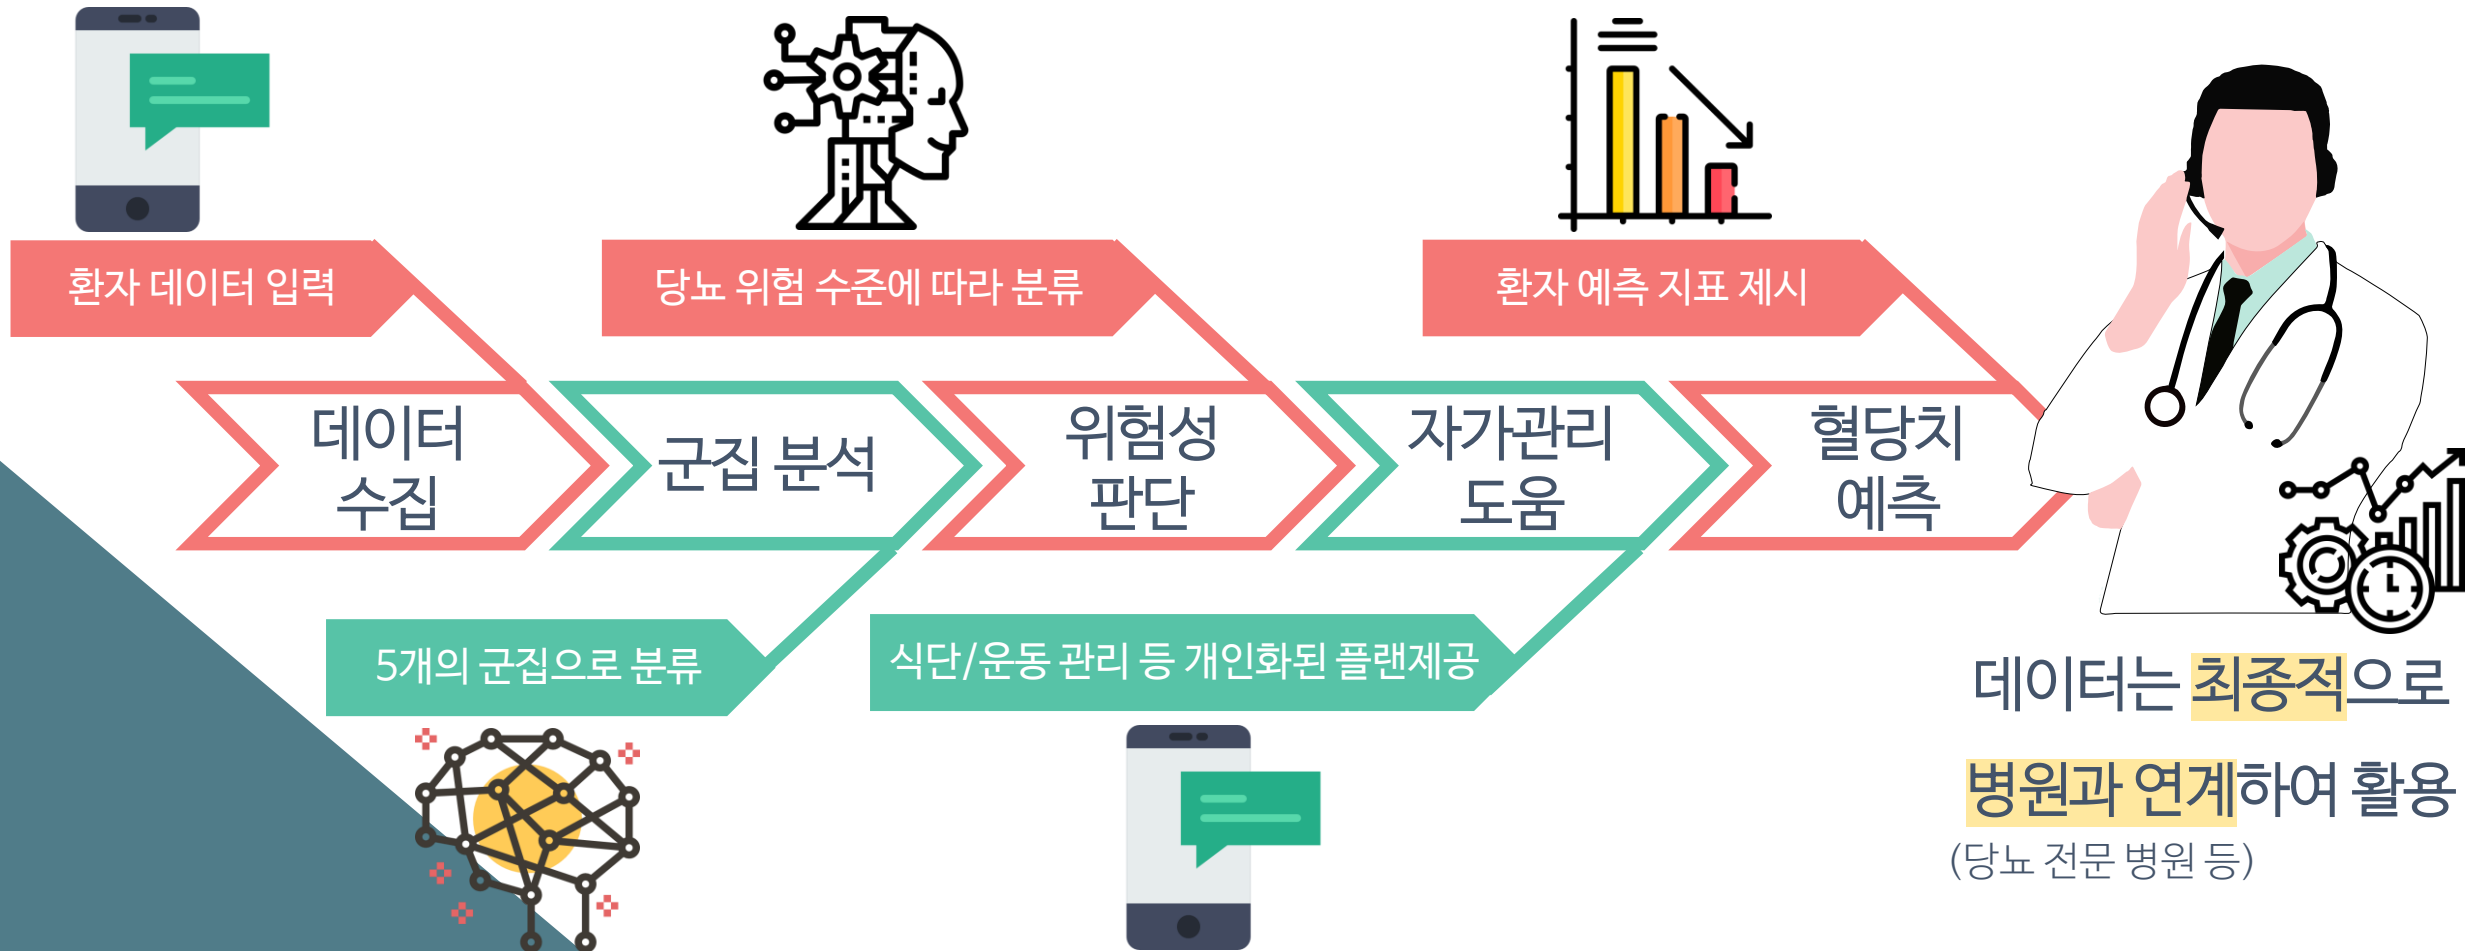 환자 데이터 입력
당뇨 위험 수준에 따라 분류
환자 예측 지표 제시
데이터
수집
군집 분석
위험성
판단
자가관리
도움
혈당치
예측
5개의 군집으로 분류
식단/운동 관리 등 개인화된 플랜제공
데이터는 최종적으로
병원과 연계하여 활용
(당뇨 전문 병원 등)